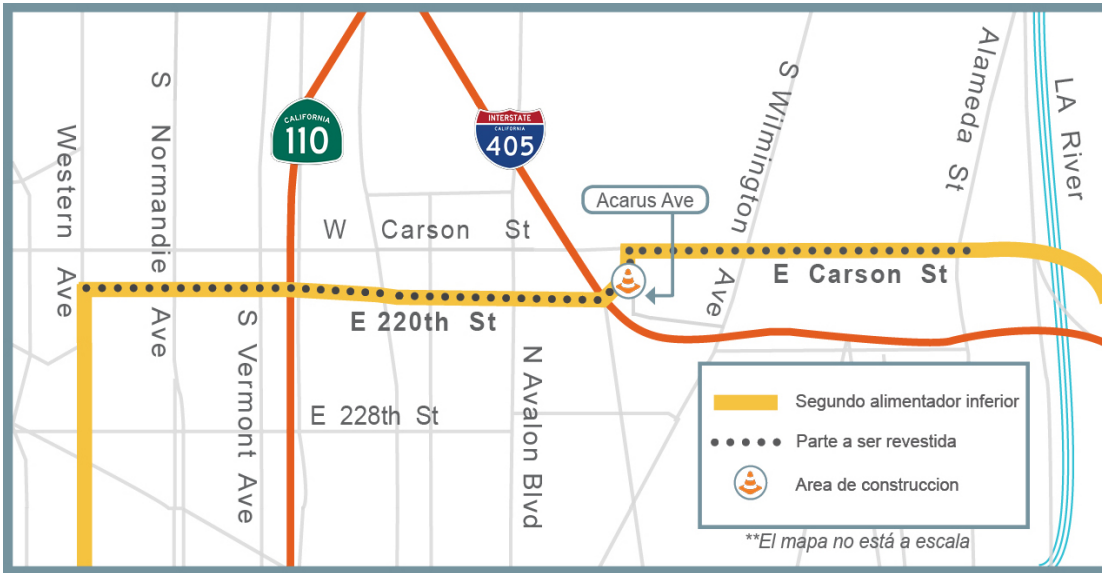 S Normandie Ave
Western Ave
CALIFORNIA
110
INTERSTATE
CALIFORNIA
405
S Wilmington Ave
Alameda St
LA River
Acarus Ave
W Carson St
E Carson St
E 220th St
S Vermont Ave
N Avalon Blvd
E 228th St
Segundo alimentador inferior
Parte a ser revestida
Area de construccion
**El mapa no está a escala